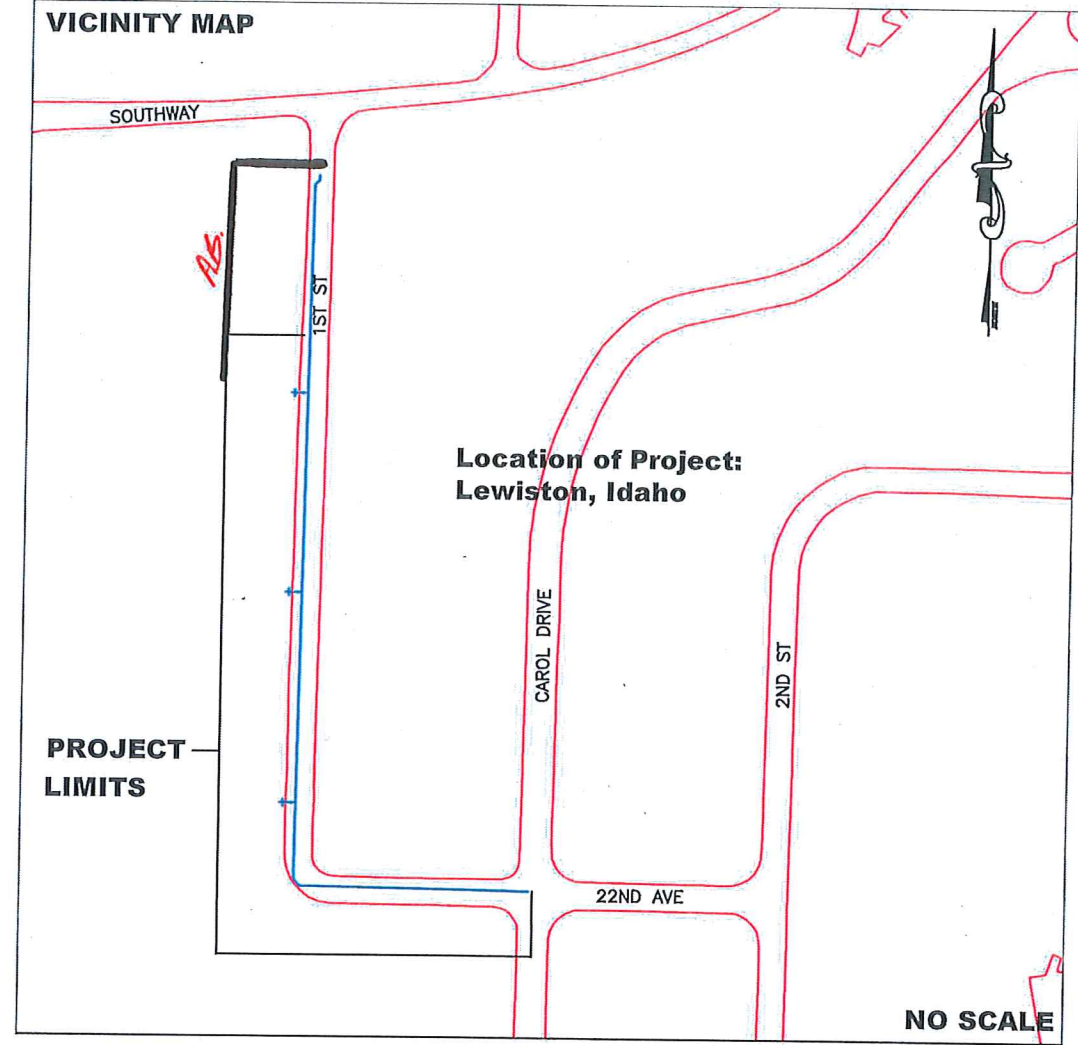 VICINITY MAP
SOUTHWAY
A.B.
1ST ST
Location of Project:
Lewiston, Idaho
CAROL DRIVE
2ND ST
PROJECT
LIMITS
22ND AVE
NO SCALE